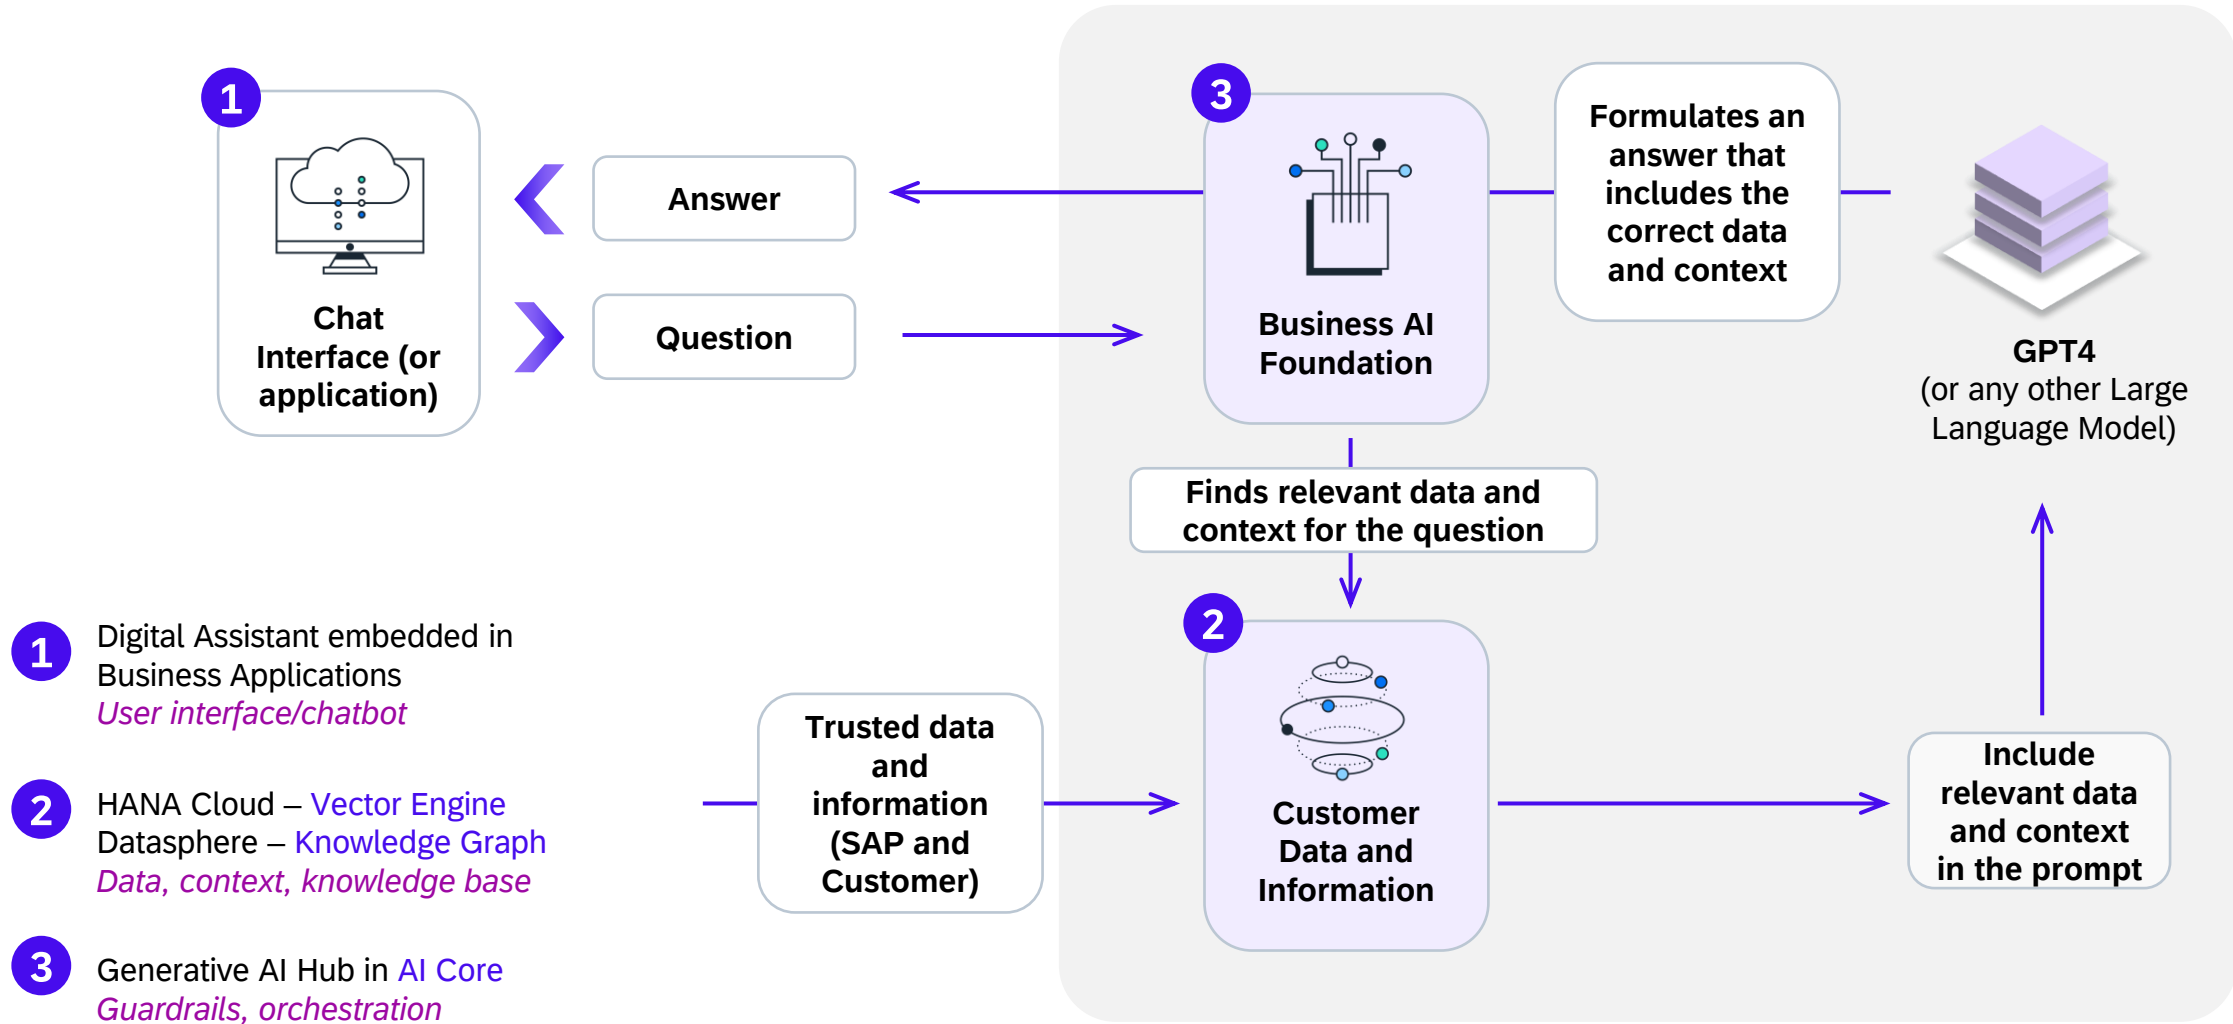 1
Chat
Interface (or
application)
Answer
Question
3
Business AI
Foundation
Formulates an
answer that
includes the
correct data
and context
GPT4
(or any other Large
Language Model)
Finds relevant data and
context for the question
2
Customer
Data and
Information
Trusted data
and
information
(SAP and
Customer)
Include
relevant data
and context
in the prompt
1
Digital Assistant embedded in
Business Applications
User interface/chatbot
2
HANA Cloud – Vector Engine
Datasphere – Knowledge Graph
Data, context, knowledge base
3
Generative AI Hub in AI Core
Guardrails, orchestration